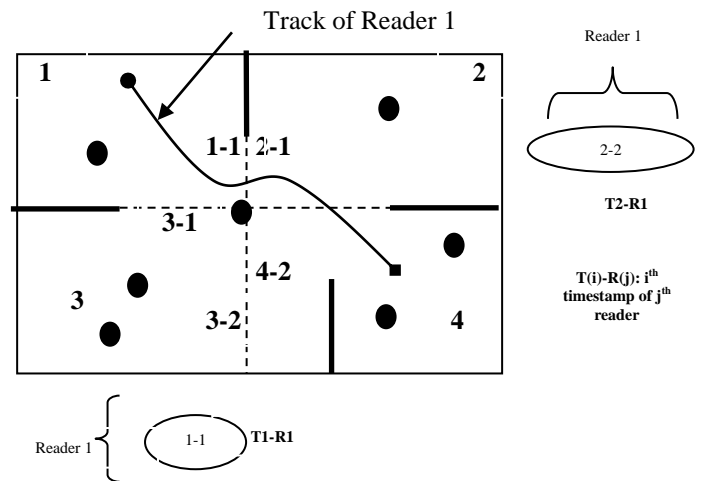 Track of Reader 1
Reader 1
1
2
1-1 2-1
2-2
T2-R1
3-1
4-2
T(i)-R(j): iᵗʰ
timestamp of jᵗʰ
reader
3
3-2
4
Reader 1
1-1
T1-R1